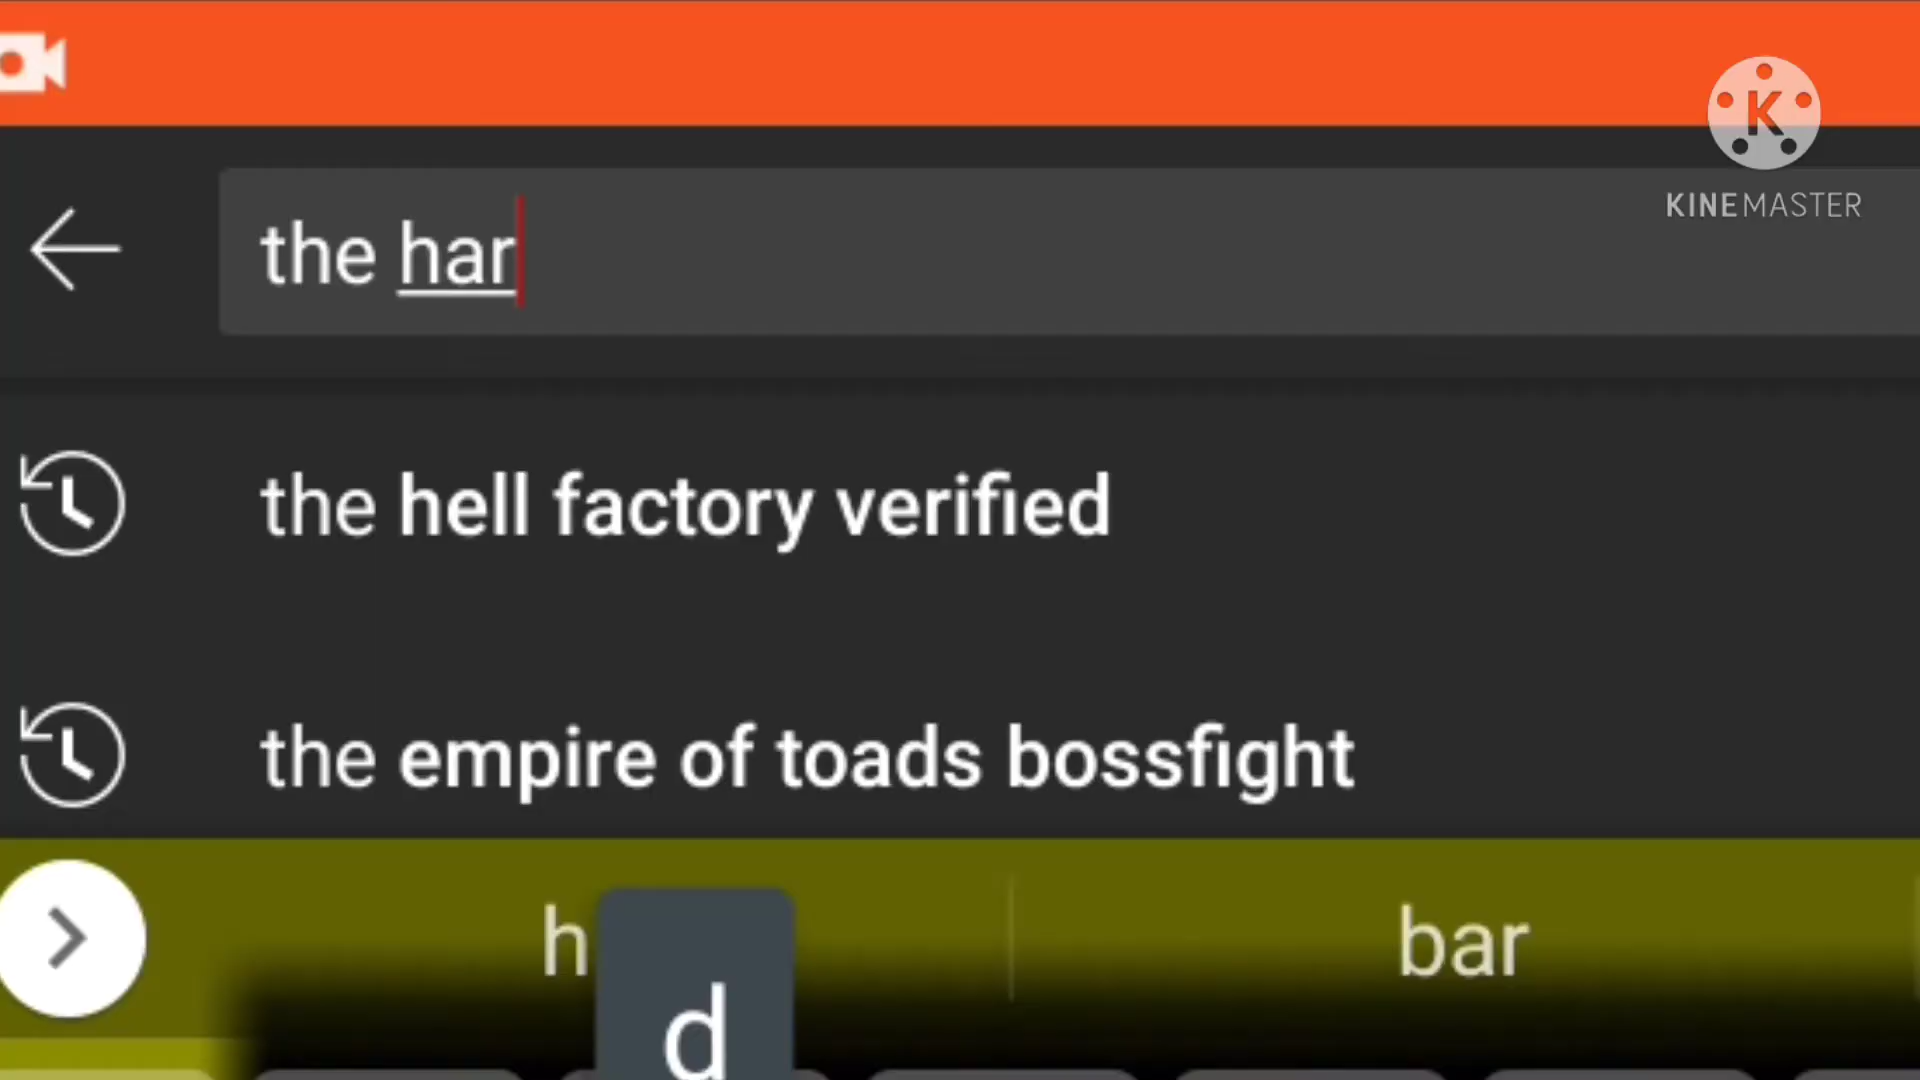 K
KINEMASTER
the har
the hell factory verified
the empire of toads bossfight
h
bar
d